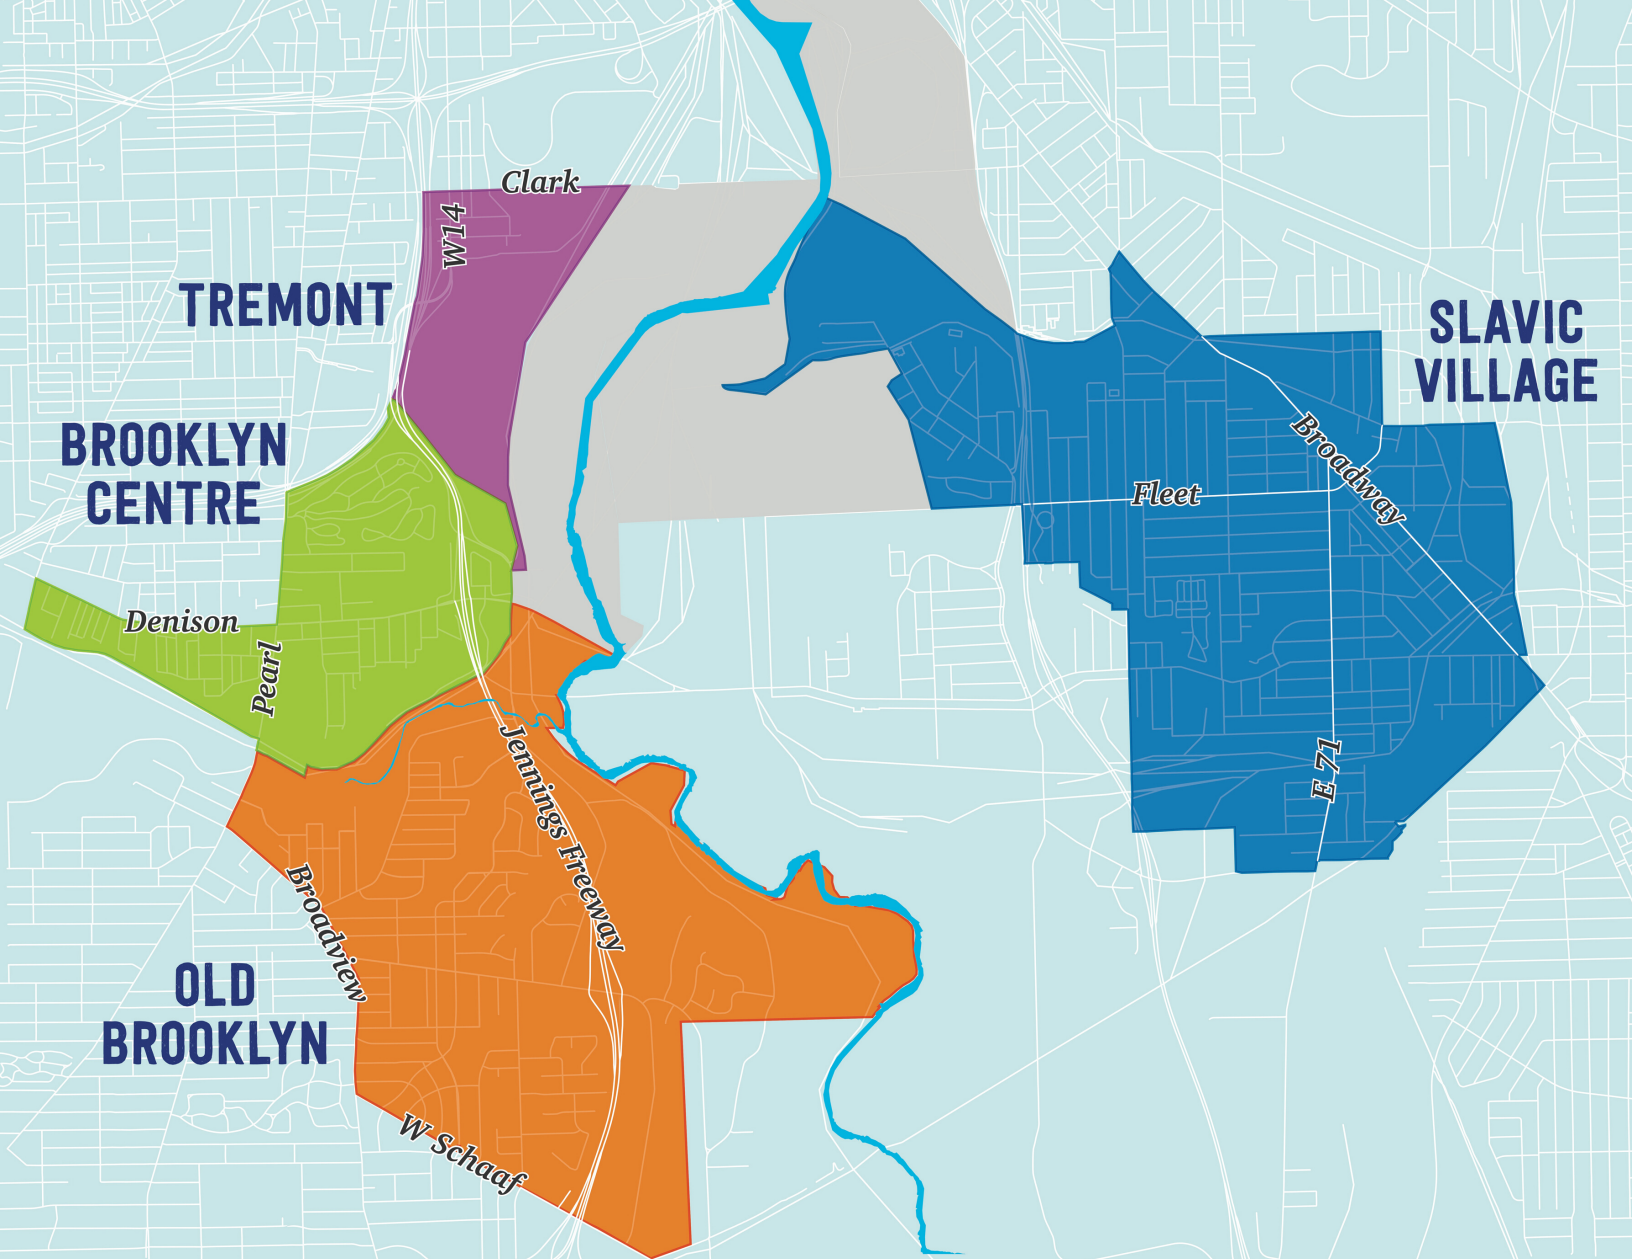 Clark
W14
TREMONT
SLAVIC
VILLAGE
BROOKLYN
CENTRE
Broadway
Fleet
Denison
Pearl
Jennings Freeway
E 71
Broadview
OLD
BROOKLYN
W Schaaf